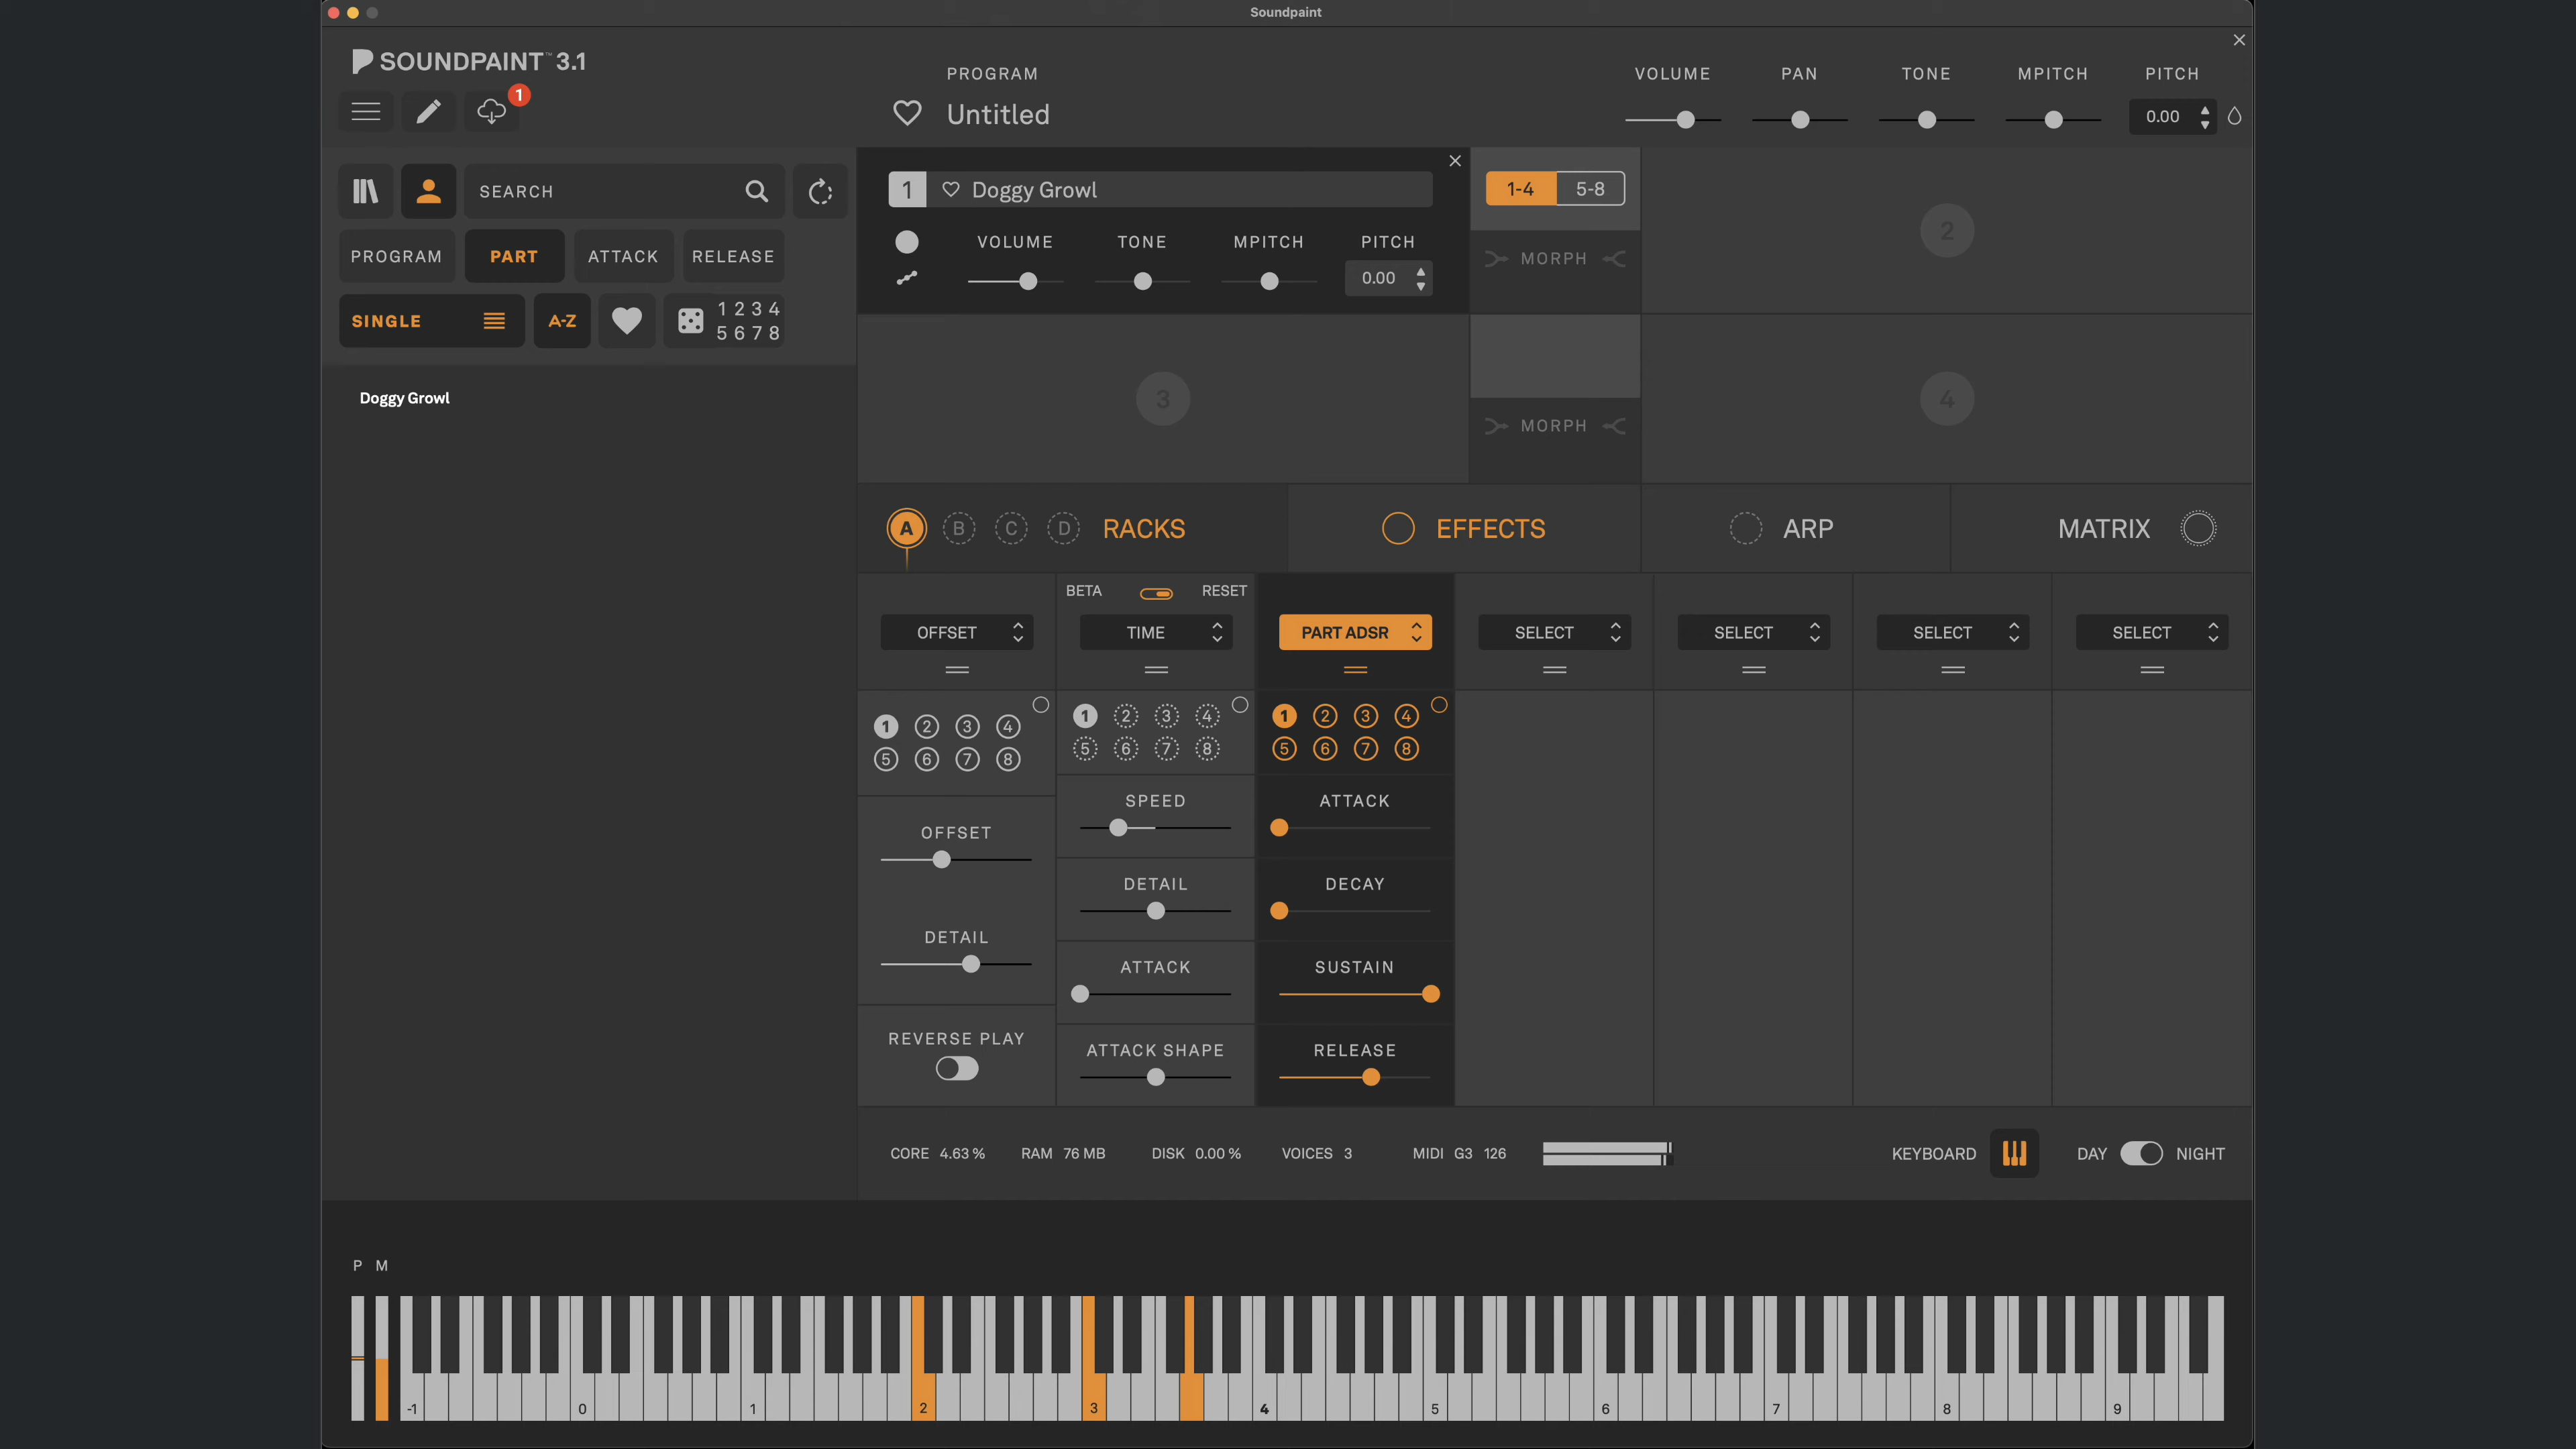 Soundpaint
SOUNDPAINT™ 3.1
1
PROGRAM
Untitled
VOLUME PAN TONE MPITCH PITCH
0.00
SEARCH
PROGRAM PART ATTACK RELEASE
SINGLE A-Z 1 2 3 4
5 6 7 8
Doggy Growl
1 Doggy Growl
VOLUME TONE MPITCH PITCH
0.00
1-4 5-8
MORPH
2
3
MORPH
4
A B C D RACKS EFFECTS ARP MATRIX
BETA RESET
OFFSET TIME PART ADSR SELECT SELECT SELECT SELECT
1 2 3 4
5 6 7 8
OFFSET
DETAIL
REVERSE PLAY
1 2 3 4
5 6 7 8
SPEED
DETAIL
ATTACK
ATTACK SHAPE
1 2 3 4
5 6 7 8
ATTACK
DECAY
SUSTAIN
RELEASE
CORE 4.63 % RAM 76 MB DISK 0.00 % VOICES 3 MIDI G3 126 KEYBOARD DAY NIGHT
P M
-1 0 1 2 3 4 5 6 7 8 9